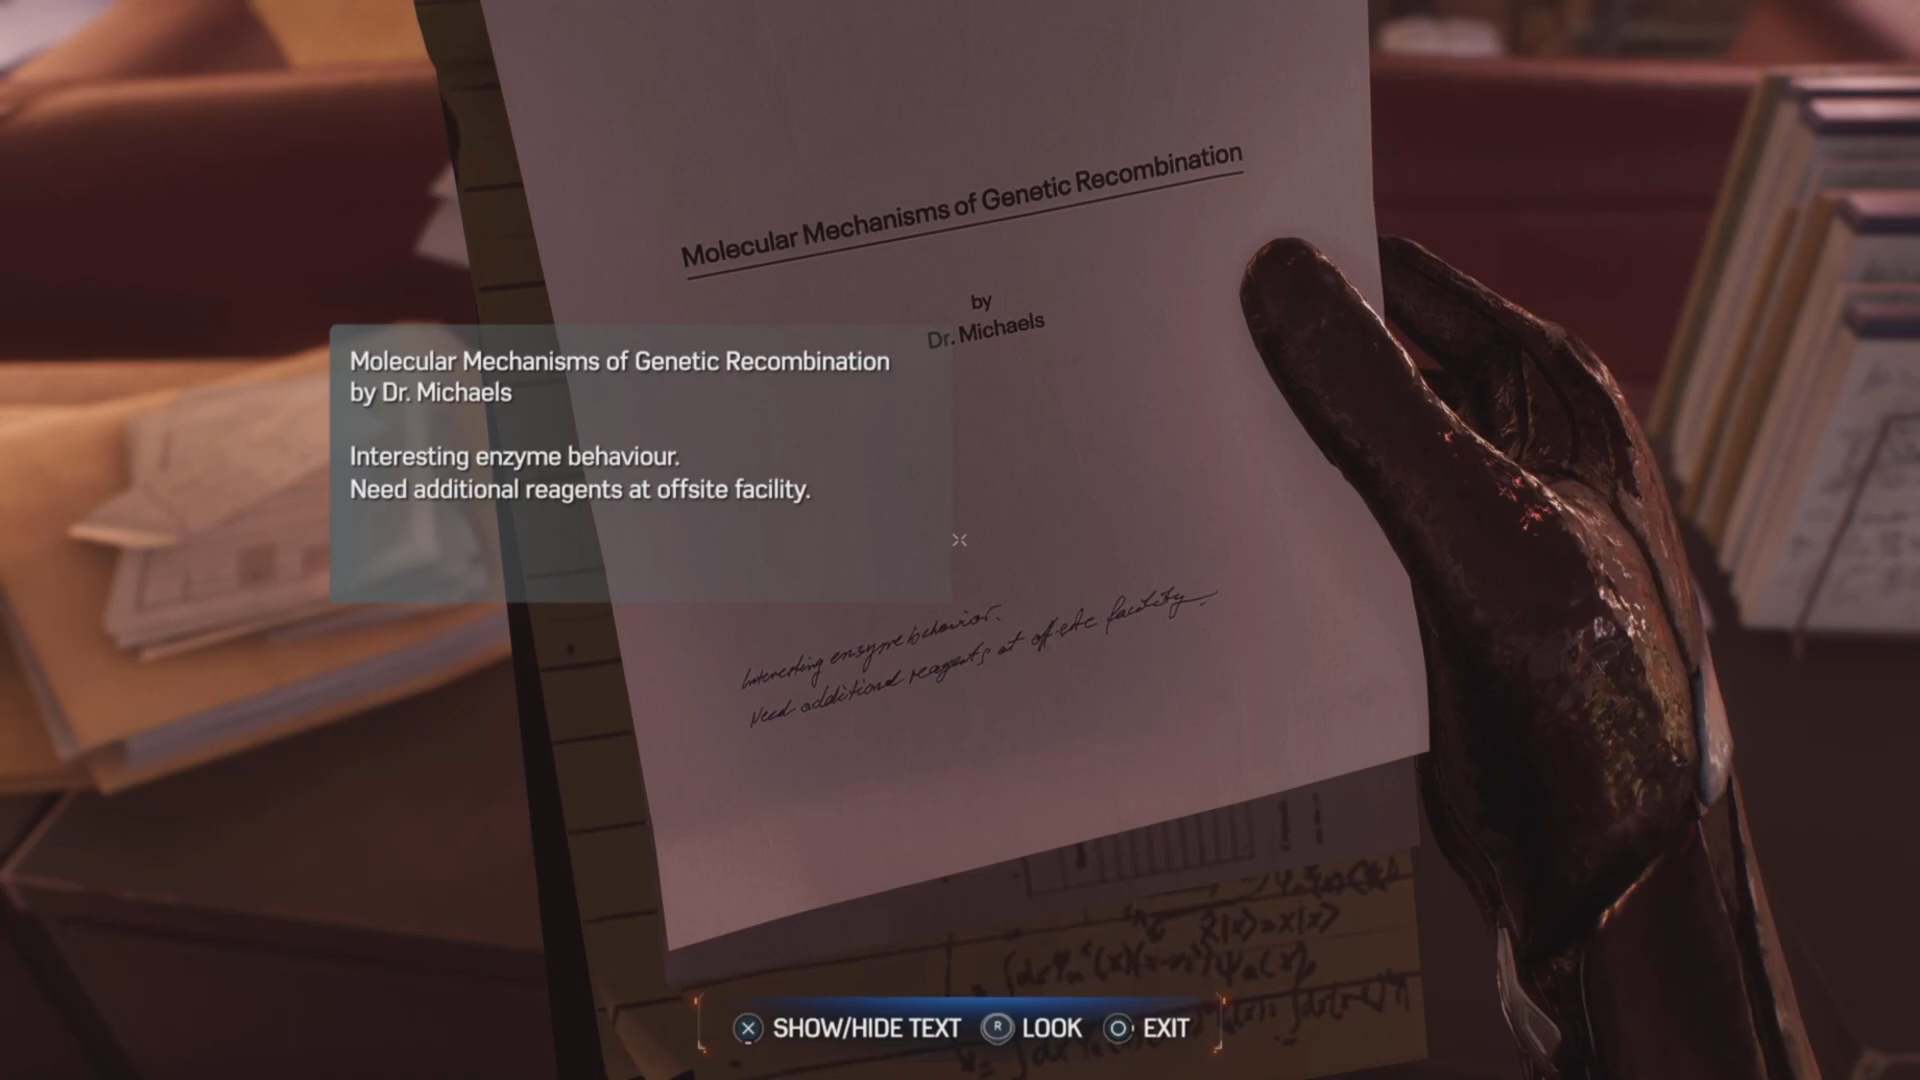 Molecular Mechanisms of Genetic Recombination
by
Dr. Michaels
Molecular Mechanisms of Genetic Recombination
by Dr. Michaels
Interesting enzyme behaviour.
Need additional reagents at offsite facility.
Interesting enzyme behavior.
Need additional reagents at off-site facility.
SHOW/HIDE TEXT R LOOK EXIT